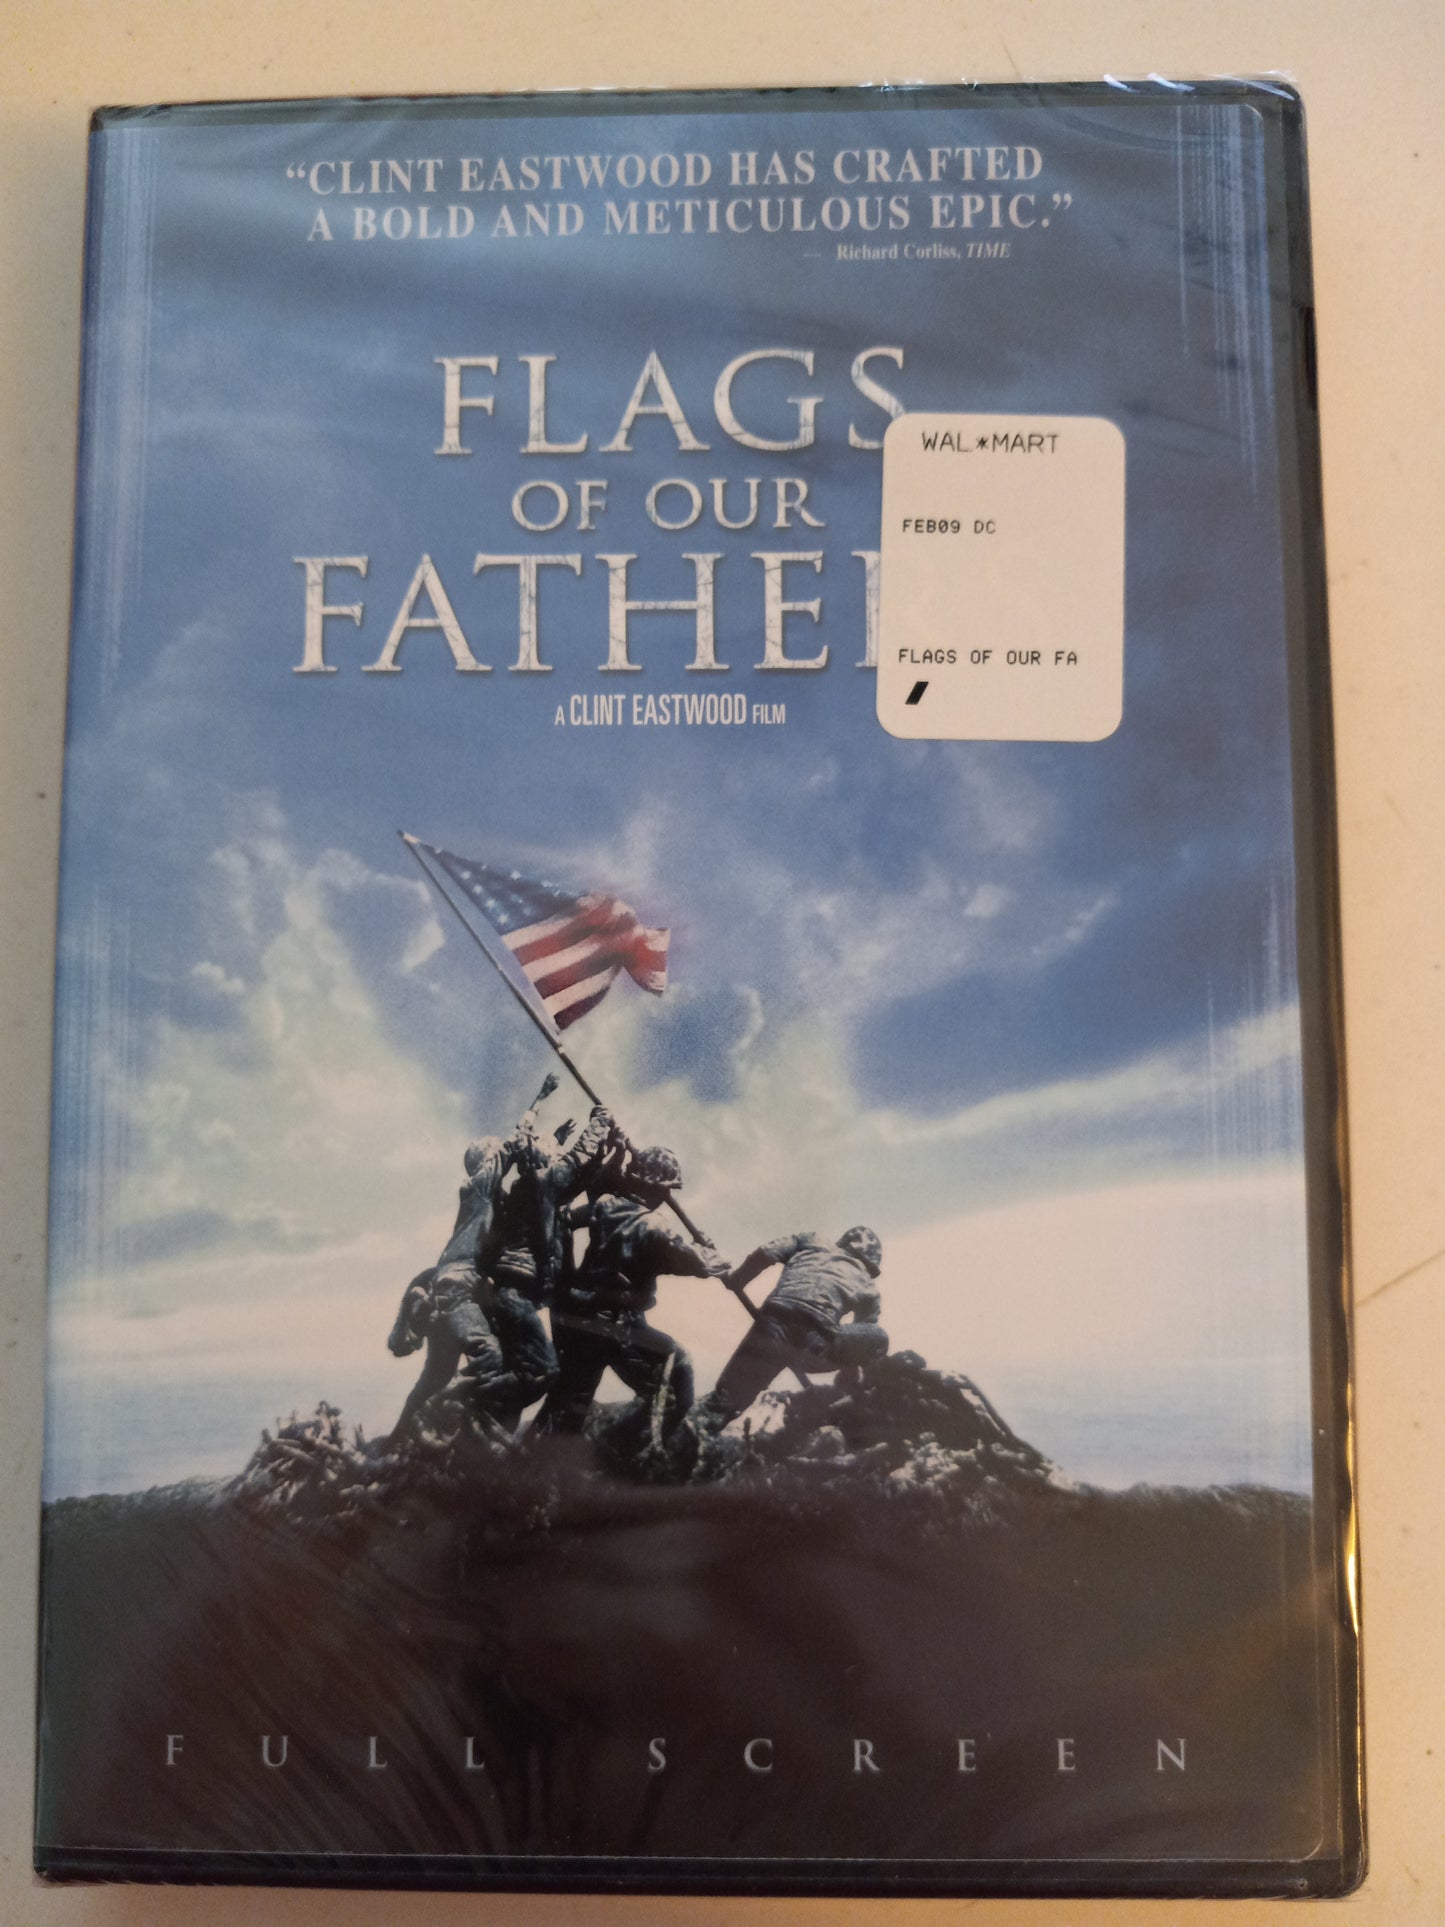 “CLINT EASTWOOD HAS CRAFTED
A BOLD AND METICULOUS EPIC.”
— Richard Corliss, TIME
FLAGS
OF OUR
FATHE
A CLINT EASTWOOD FILM
WAL*MART
FEB09 DC
FLAGS OF OUR FA
FULL SCREEN